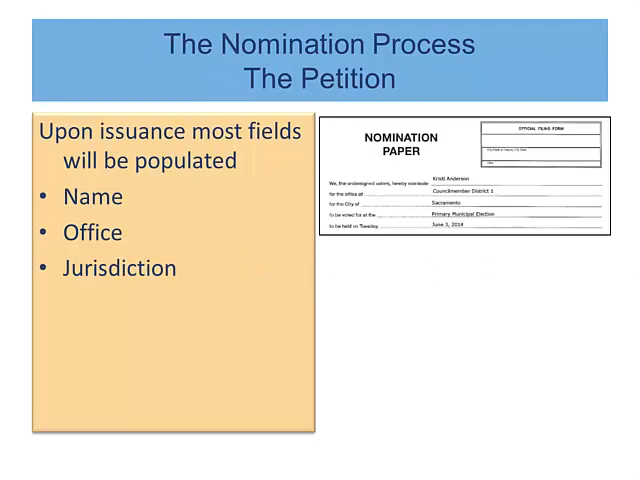 The Nomination Process
The Petition
Upon issuance most fields
will be populated
• Name
• Office
• Jurisdiction
NOMINATION
PAPER
OFFICIAL FILING FORM
We, the undersigned voters, hereby nominate Kristi Anderson
for the office of Councilmember District 1
for the City of Sacramento
to be voted for at the Primary Municipal Election
to be held on Tuesday, June 3, 2014